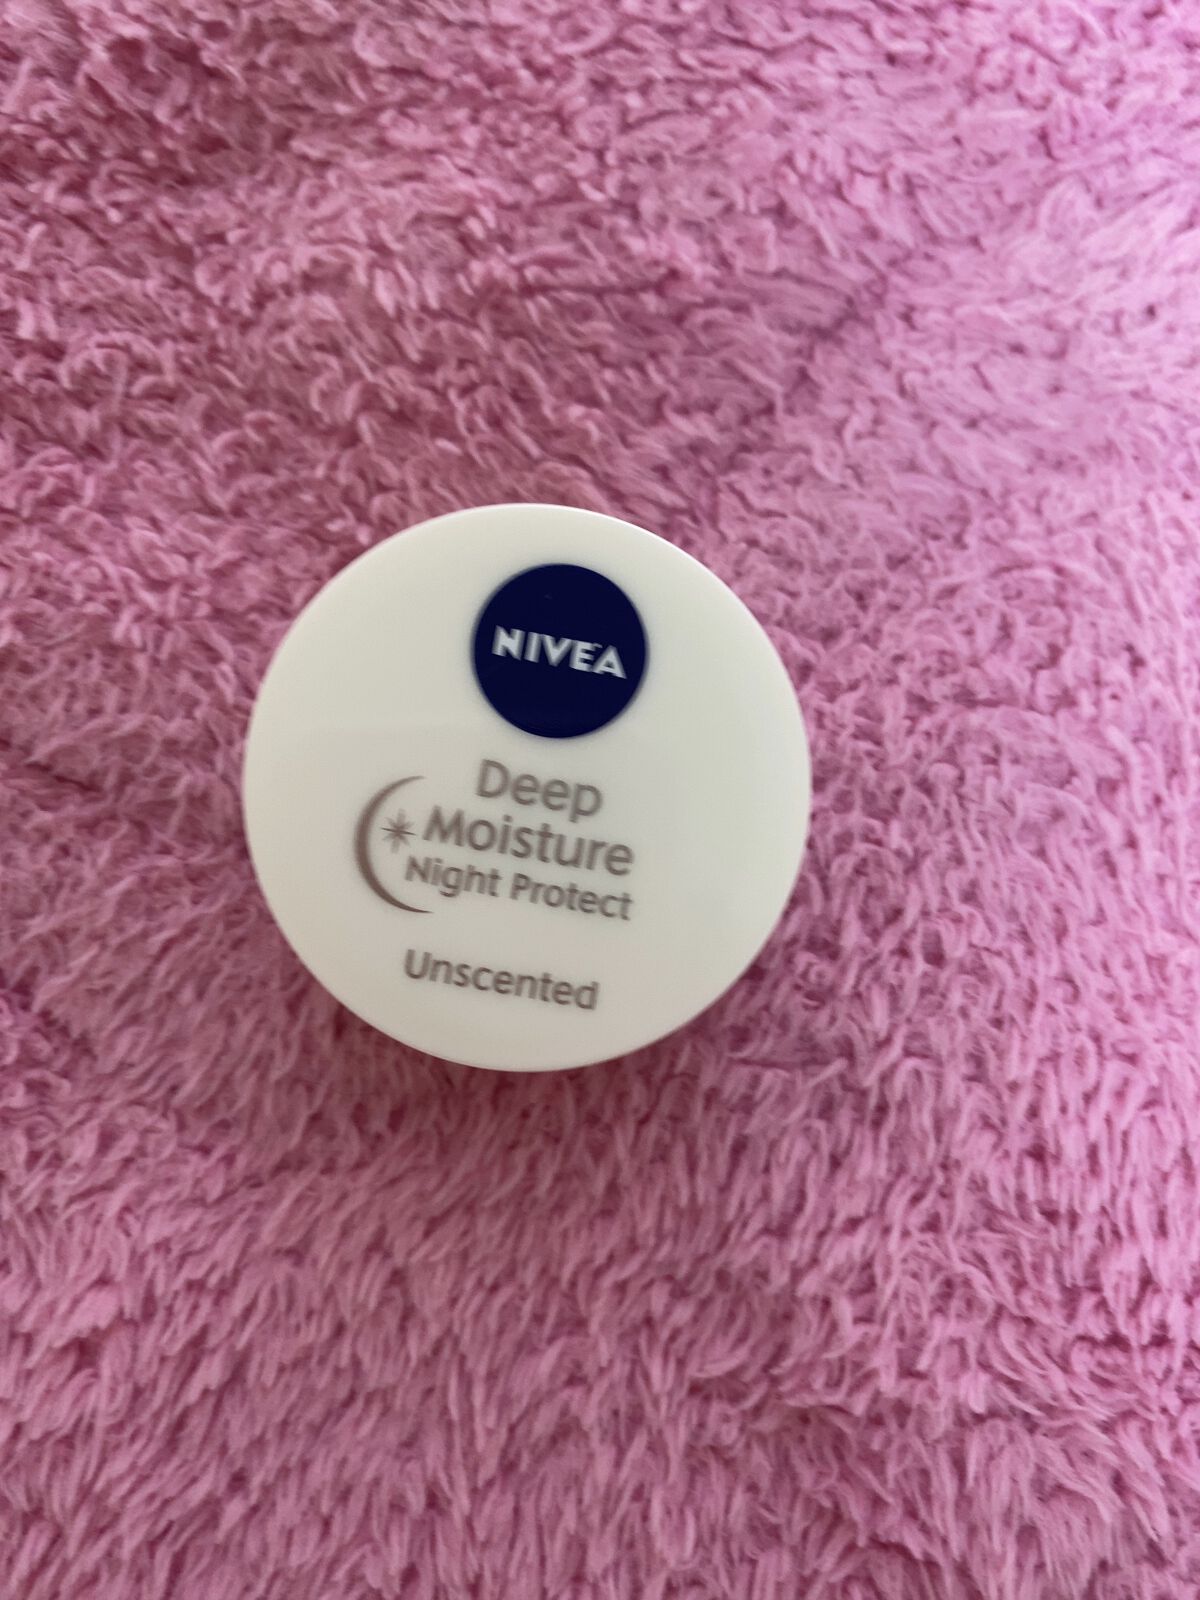 NIVEA
Deep
Moisture
Night Protect
Unscented